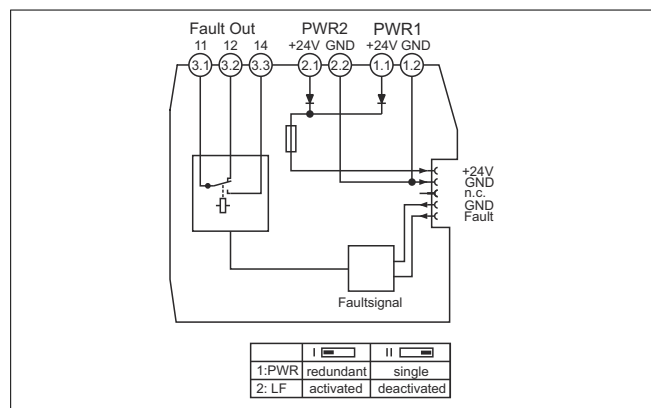 Fault Out PWR2 PWR1
11 12 14 +24V GND +24V GND
3.1 3.2 3.3 2.1 2.2 1.1 1.2
+24V
GND
n.c.
GND
Fault
Faultsignal
I II
1:PWR redundant single
2: LF activated deactivated